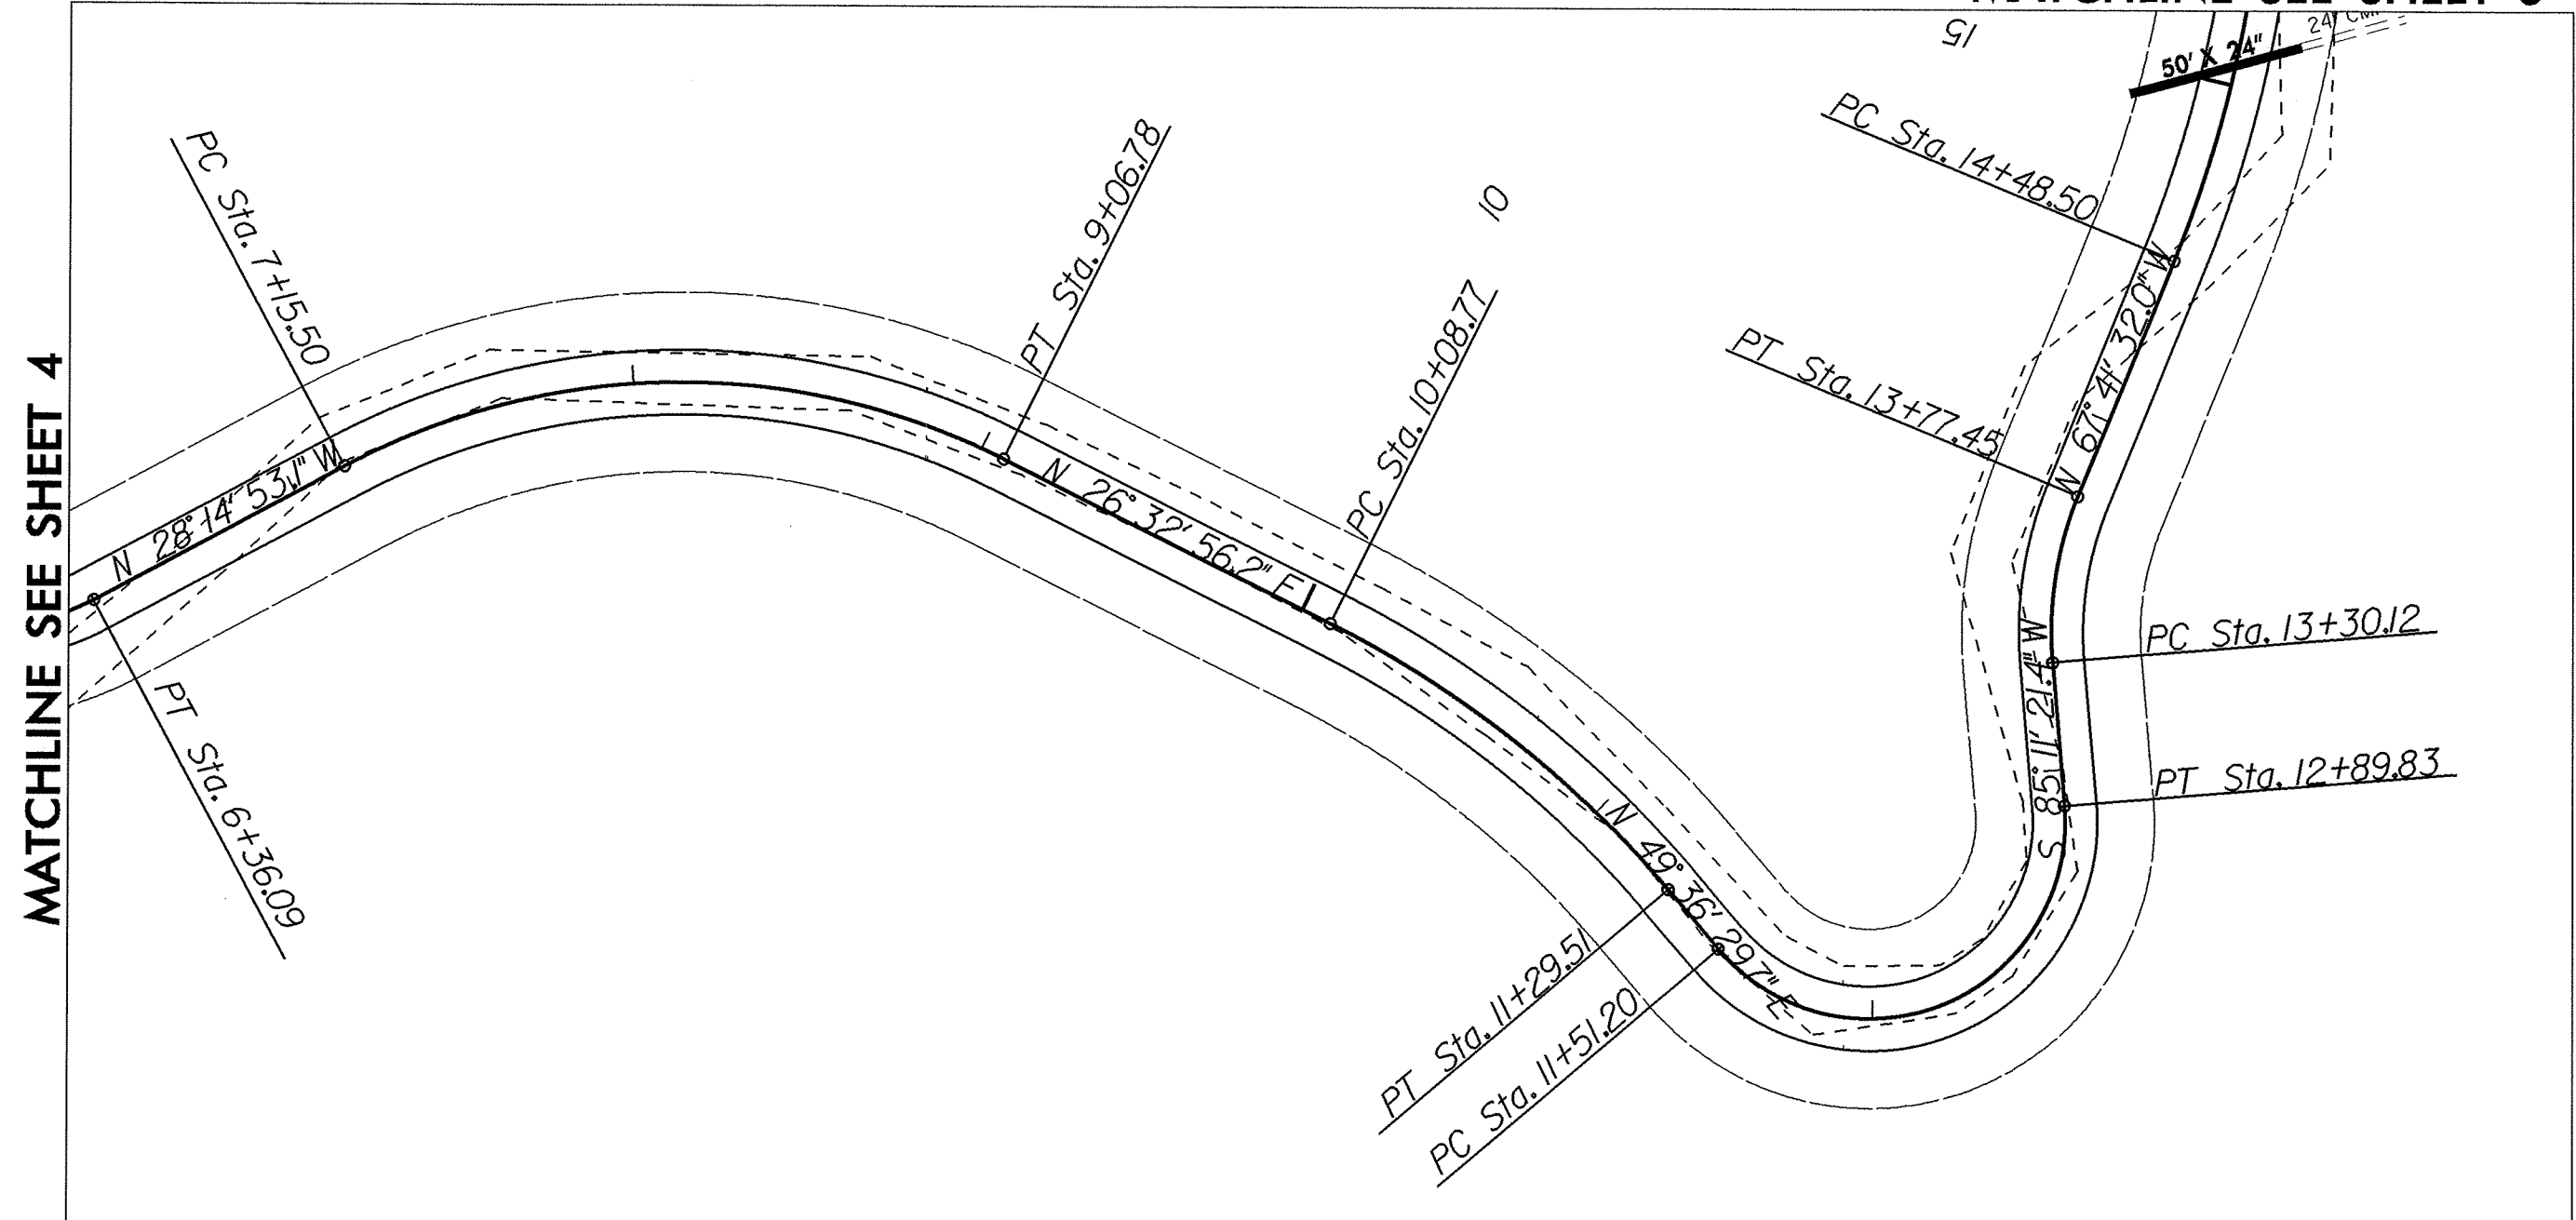 MATCHLINE SEE SHEET 4
PC Sta. 7+15.50
N 28° 14' 53.1" W
PT Sta. 6+36.09
PT Sta. 9+06.78
N 26° 32' 56.2" E
10
PC Sta. 10+08.77
N 49° 36' 29.7" E
PT Sta. 11+29.51
PC Sta. 11+51.20
PT Sta. 12+89.83
S 85° 11' 21.4" W
PC Sta. 13+30.12
PT Sta. 13+77.45
N 67° 41' 32.0" W
PC Sta. 14+48.50
15
50' X 24"
24"